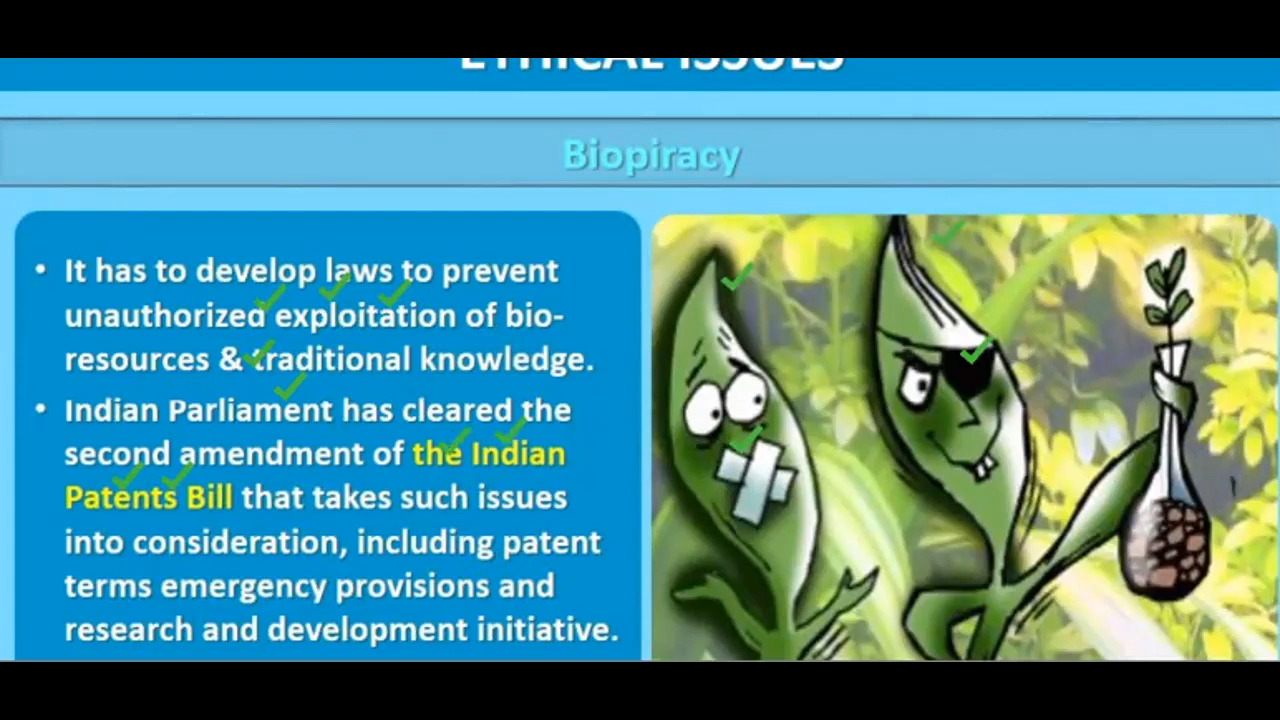 ETHICAL ISSUES
Biopiracy
• It has to develop laws to prevent
unauthorized exploitation of bio-
resources & traditional knowledge.
• Indian Parliament has cleared the
second amendment of the Indian
Patents Bill that takes such issues
into consideration, including patent
terms emergency provisions and
research and development initiative.